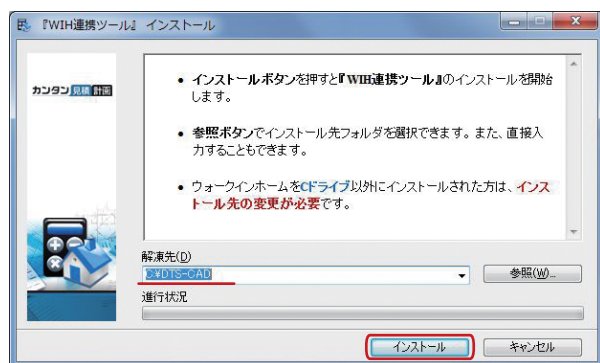 『WIH連携ツール』 インストール
カンタン見積計画
• インストールボタンを押すと『WIH連携ツール』のインストールを開始
します。
• 参照ボタンでインストール先フォルダを選択できます。また、直接入
力することもできます。
• ウォークインホームをCドライブ以外にインストールされた方は、インス
トール先の変更が必要です。
解凍先(D)
C:¥DTS-CAD
参照(W)...
進行状況
インストール
キャンセル